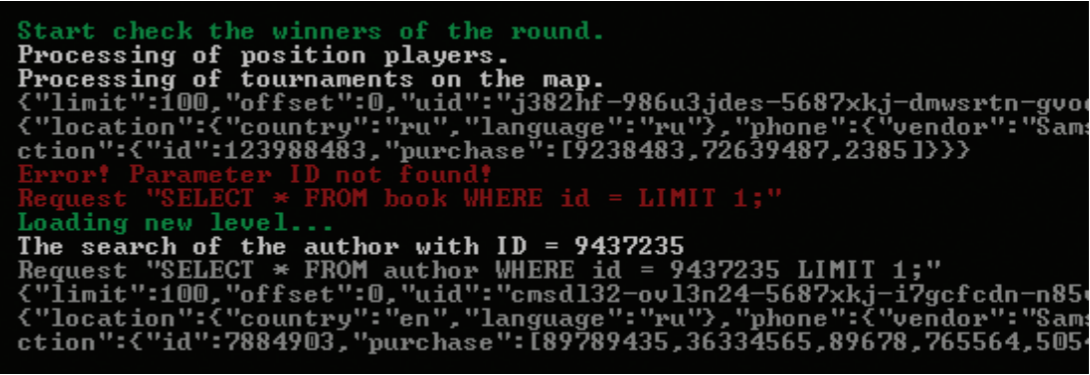 Start check the winners of the round.
Processing of position players.
Processing of tournaments on the map.
{"limit":100,"offset":0,"uid":"j382hf-986u3jdes-5687xkj-dmwsrtn-gvo
{"location":{"country":"ru","language":"ru"},"phone":{"vendor":"Sam
ction":{"id":123988483,"purchase":[9238483,72639487,2385]}}}
Error! Parameter ID not found!
Request "SELECT * FROM book WHERE id = LIMIT 1;"
Loading new level...
The search of the author with ID = 9437235
Request "SELECT * FROM author WHERE id = 9437235 LIMIT 1;"
{"limit":100,"offset":0,"uid":"cmsdl32-ovl3n24-5687xkj-i7gcfcdn-n85
{"location":{"country":"en","language":"ru"},"phone":{"vendor":"Sam
ction":{"id":7884903,"purchase":[89789435,36334565,89678,765564,505